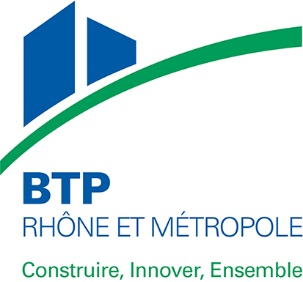 BTP
RHÔNE ET MÉTROPOLE
Construire, Innover, Ensemble